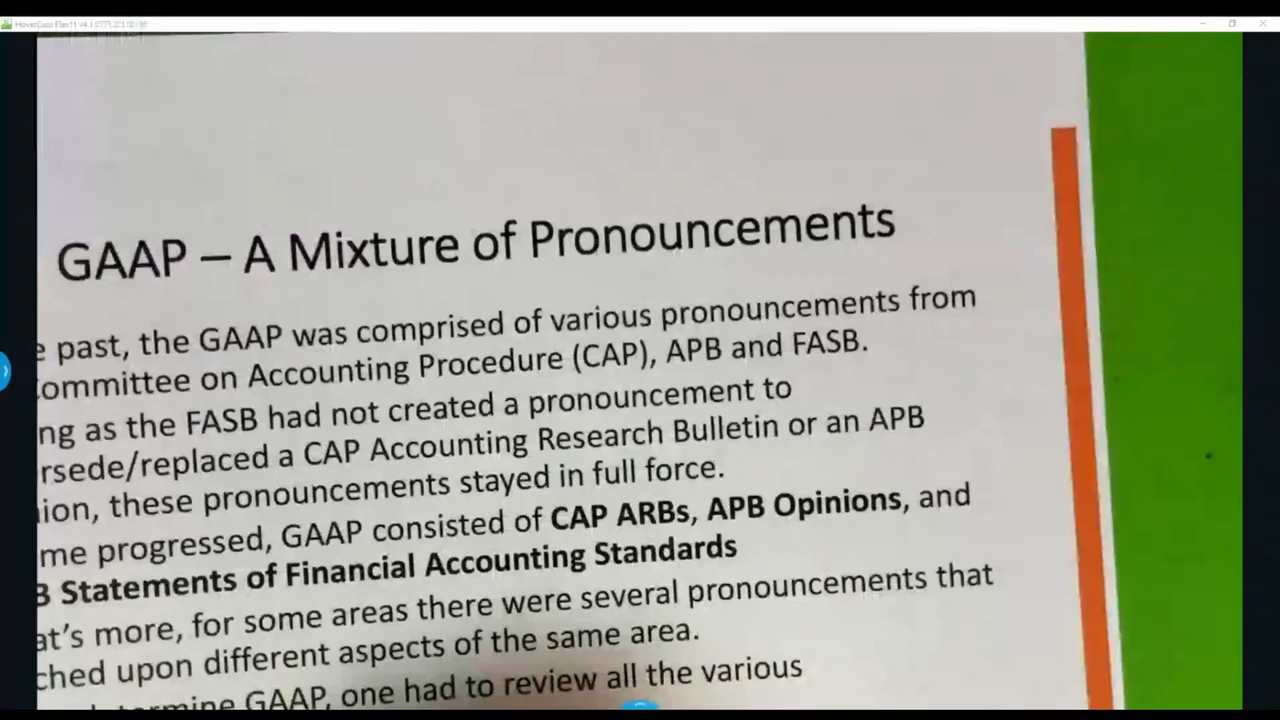 GAAP – A Mixture of Pronouncements
e past, the GAAP was comprised of various pronouncements from
ommittee on Accounting Procedure (CAP), APB and FASB.
ng as the FASB had not created a pronouncement to
rsede/replaced a CAP Accounting Research Bulletin or an APB
nion, these pronouncements stayed in full force.
me progressed, GAAP consisted of CAP ARBs, APB Opinions, and
B Statements of Financial Accounting Standards
at's more, for some areas there were several pronouncements that
ched upon different aspects of the same area.
determine GAAP, one had to review all the various